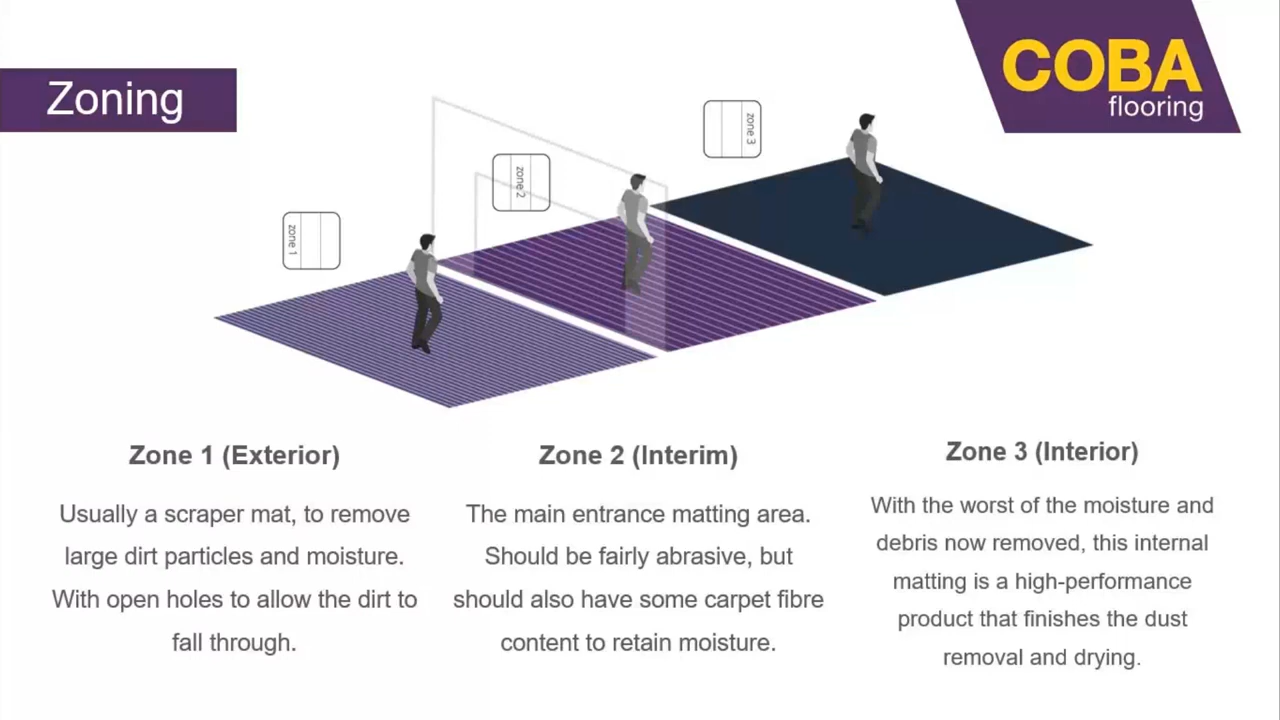 Zoning
COBA
flooring
zone 1
zone 2
zone 3
Zone 1 (Exterior)
Usually a scraper mat, to remove
large dirt particles and moisture.
With open holes to allow the dirt to
fall through.
Zone 2 (Interim)
The main entrance matting area.
Should be fairly abrasive, but
should also have some carpet fibre
content to retain moisture.
Zone 3 (Interior)
With the worst of the moisture and
debris now removed, this internal
matting is a high-performance
product that finishes the dust
removal and drying.